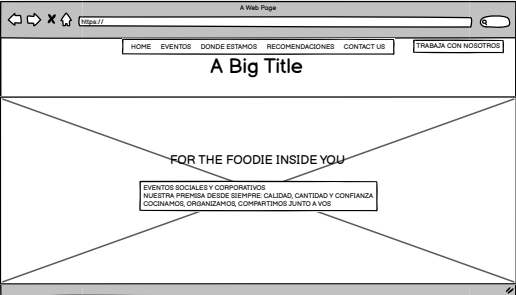 A Web Page
https://
HOME EVENTOS DONDE ESTAMOS RECOMENDACIONES CONTACT US
TRABAJA CON NOSOTROS
A Big Title
FOR THE FOODIE INSIDE YOU
EVENTOS SOCIALES Y CORPORATIVOS
NUESTRA PREMISA DESDE SIEMPRE: CALIDAD, CANTIDAD Y CONFIANZA
COCINAMOS, ORGANIZAMOS, COMPARTIMOS JUNTO A VOS